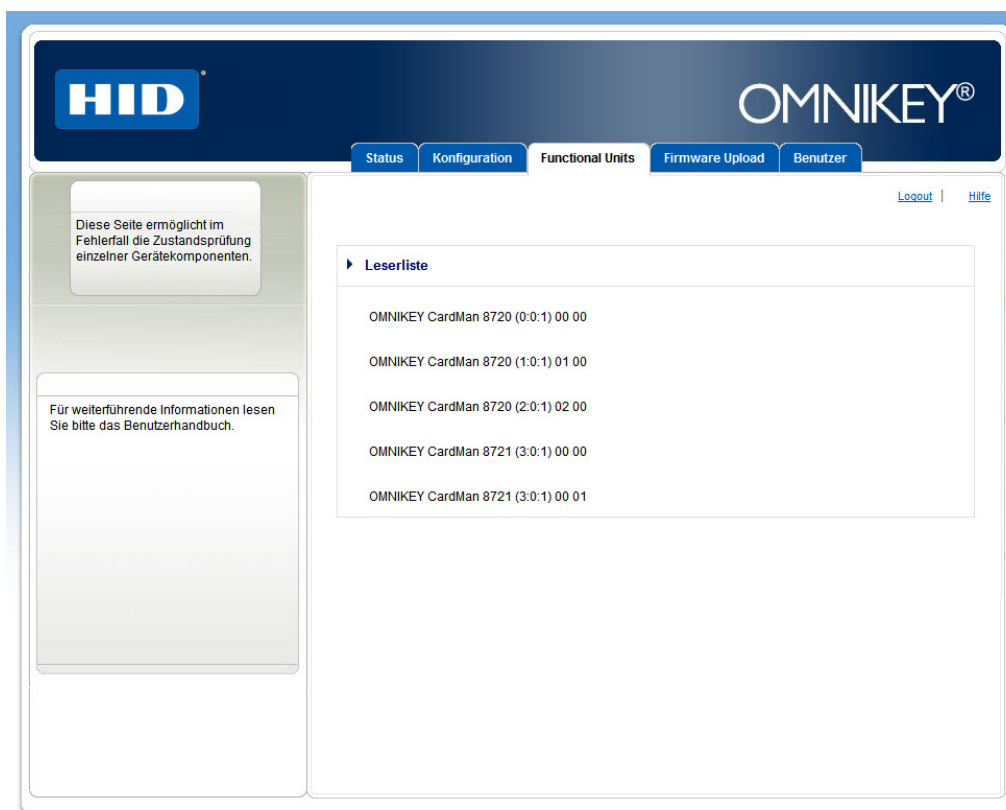 HID
OMNIKEY®
Status Konfiguration Functional Units Firmware Upload Benutzer
Logout | Hilfe
Diese Seite ermöglicht im
Fehlerfall die Zustandsprüfung
einzelner Gerätekomponenten.
Für weiterführende Informationen lesen
Sie bitte das Benutzerhandbuch.
Leserliste
OMNIKEY CardMan 8720 (0:0:1) 00 00
OMNIKEY CardMan 8720 (1:0:1) 01 00
OMNIKEY CardMan 8720 (2:0:1) 02 00
OMNIKEY CardMan 8721 (3:0:1) 00 00
OMNIKEY CardMan 8721 (3:0:1) 00 01